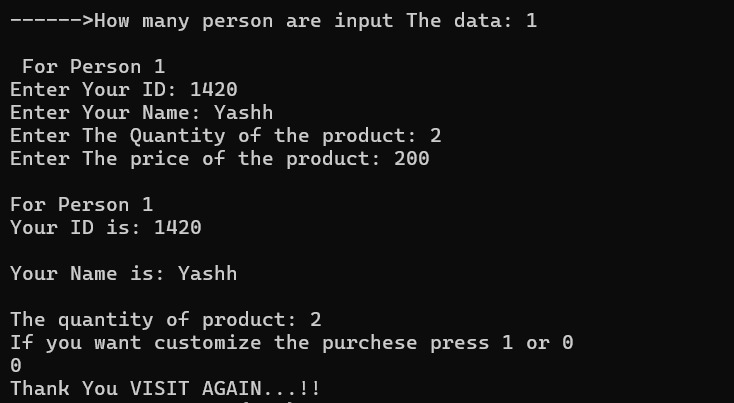 ------>How many person are input The data: 1
For Person 1
Enter Your ID: 1420
Enter Your Name: Yashh
Enter The Quantity of the product: 2
Enter The price of the product: 200
For Person 1
Your ID is: 1420
Your Name is: Yashh
The quantity of product: 2
If you want customize the purchese press 1 or 0
0
Thank You VISIT AGAIN...!!